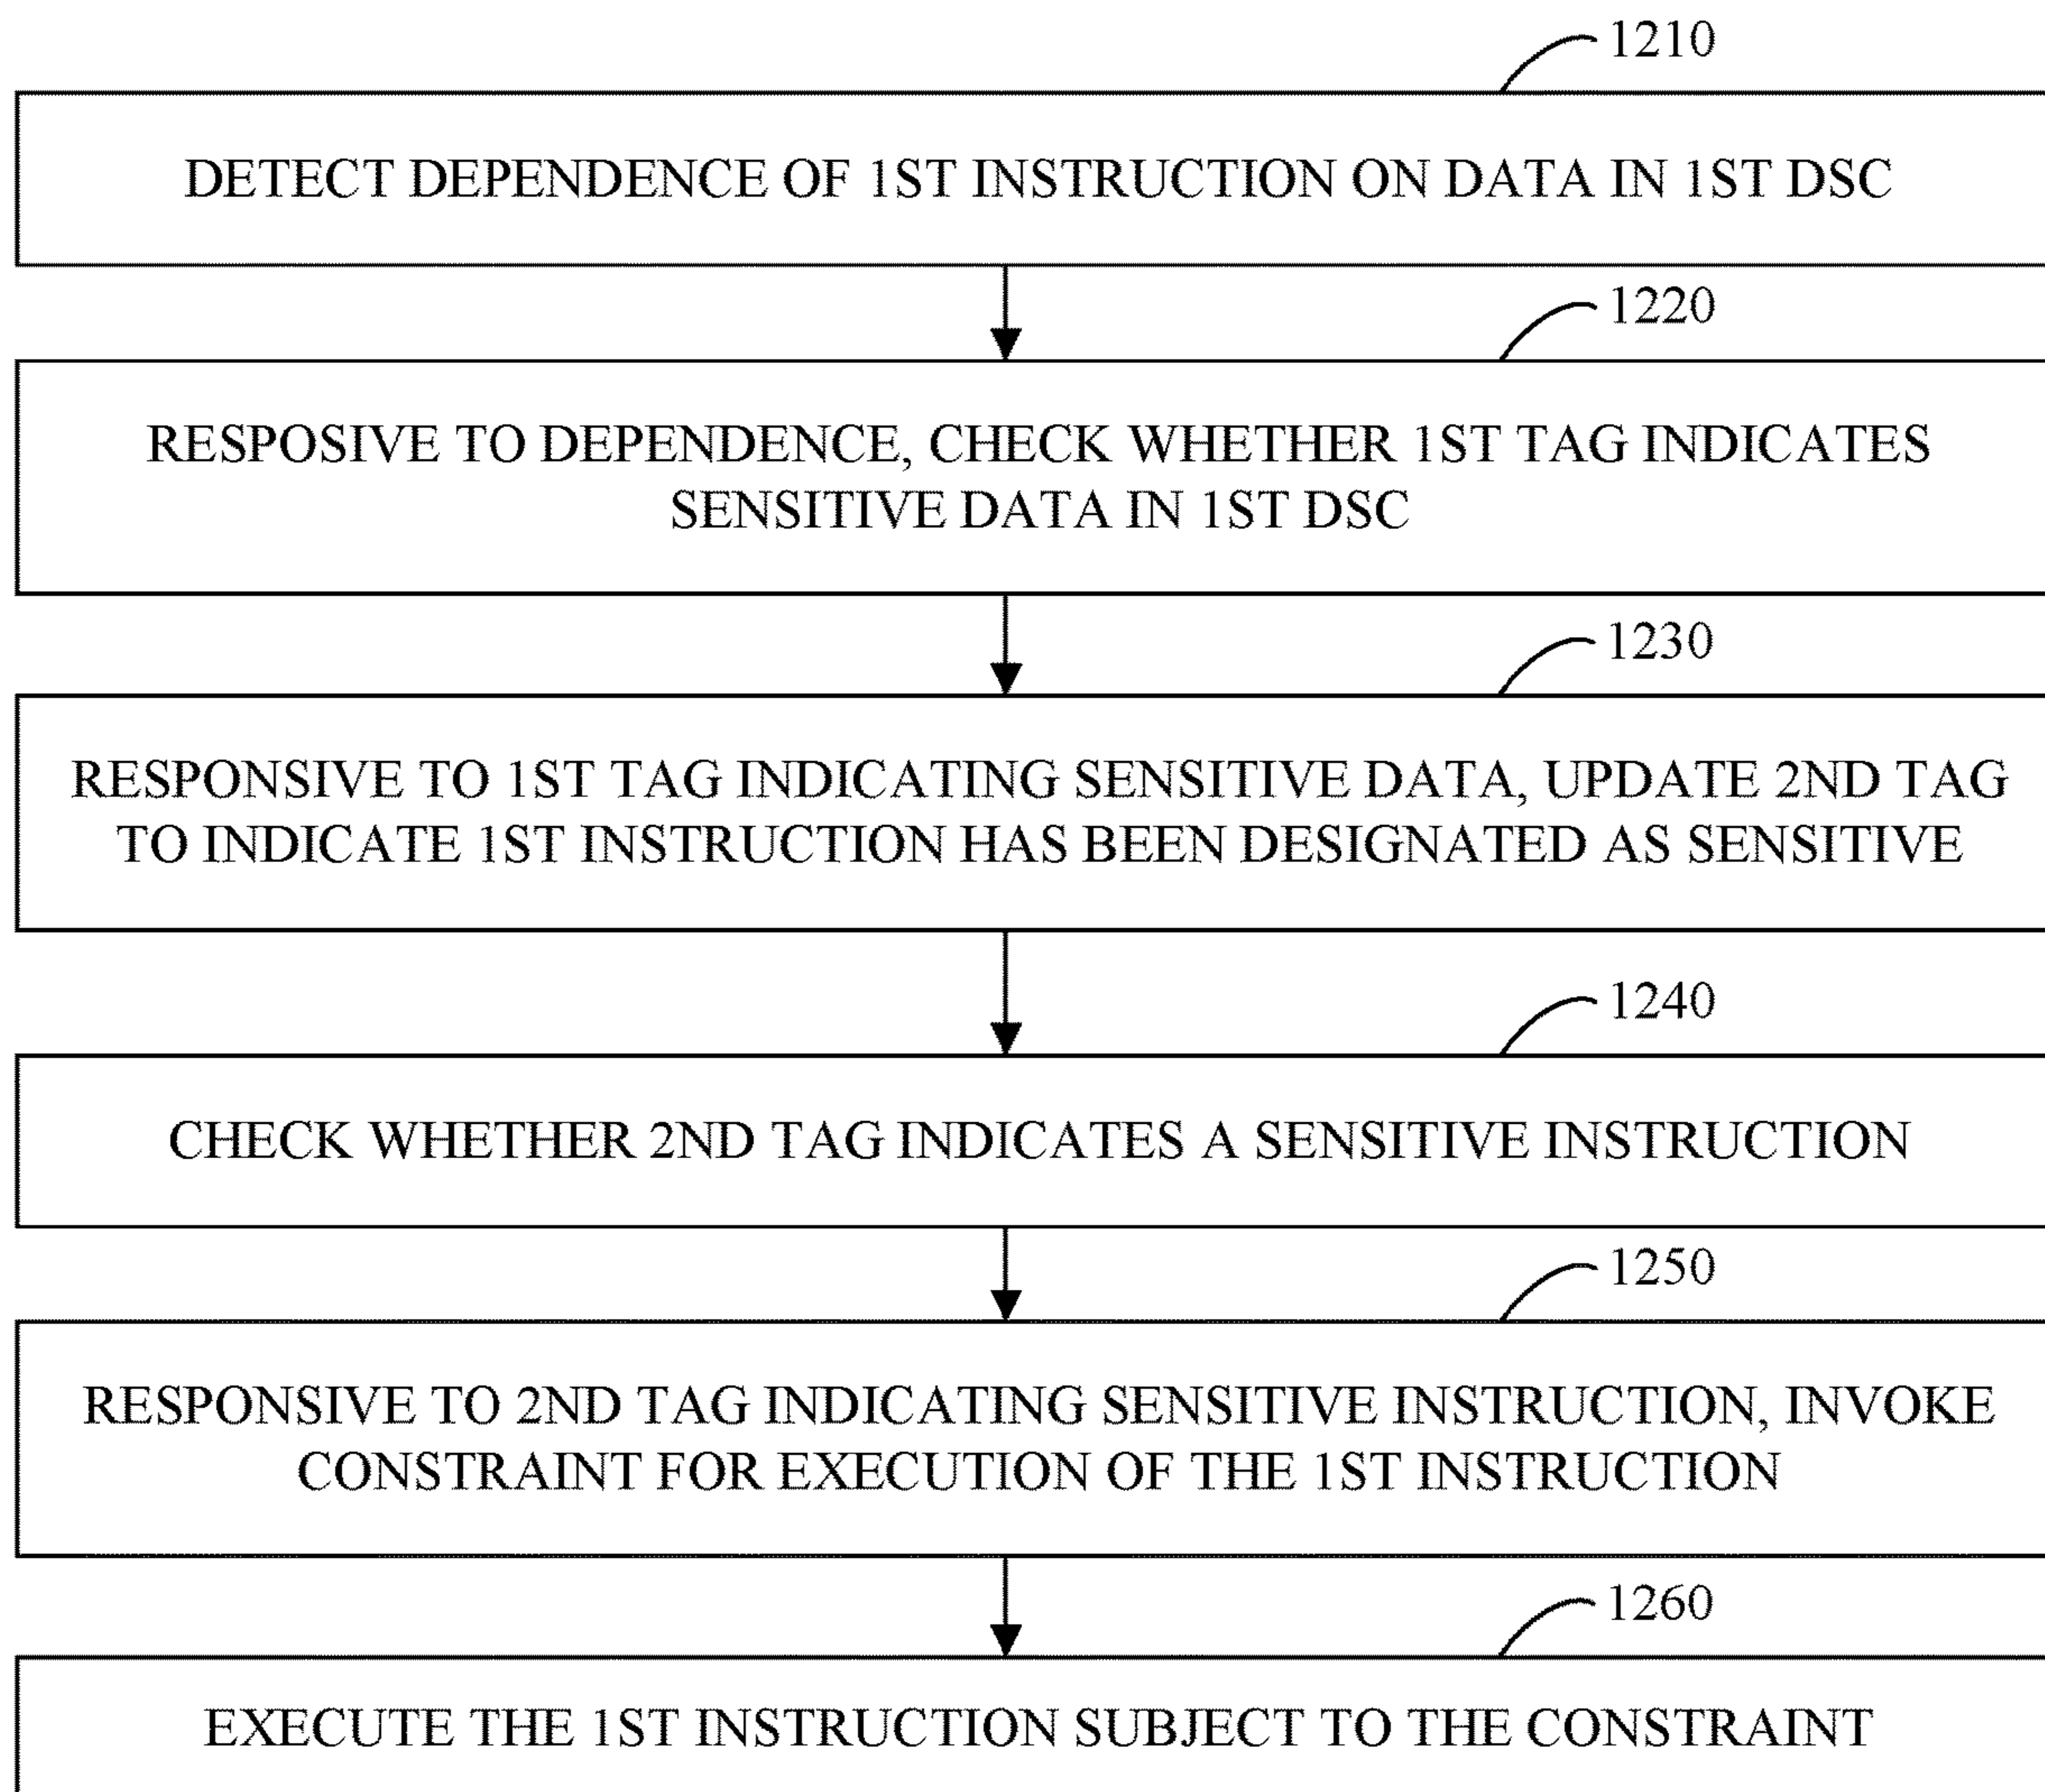 1210
DETECT DEPENDENCE OF 1ST INSTRUCTION ON DATA IN 1ST DSC
1220
RESPOSIVE TO DEPENDENCE, CHECK WHETHER 1ST TAG INDICATES
SENSITIVE DATA IN 1ST DSC
1230
RESPONSIVE TO 1ST TAG INDICATING SENSITIVE DATA, UPDATE 2ND TAG
TO INDICATE 1ST INSTRUCTION HAS BEEN DESIGNATED AS SENSITIVE
1240
CHECK WHETHER 2ND TAG INDICATES A SENSITIVE INSTRUCTION
1250
RESPONSIVE TO 2ND TAG INDICATING SENSITIVE INSTRUCTION, INVOKE
CONSTRAINT FOR EXECUTION OF THE 1ST INSTRUCTION
1260
EXECUTE THE 1ST INSTRUCTION SUBJECT TO THE CONSTRAINT